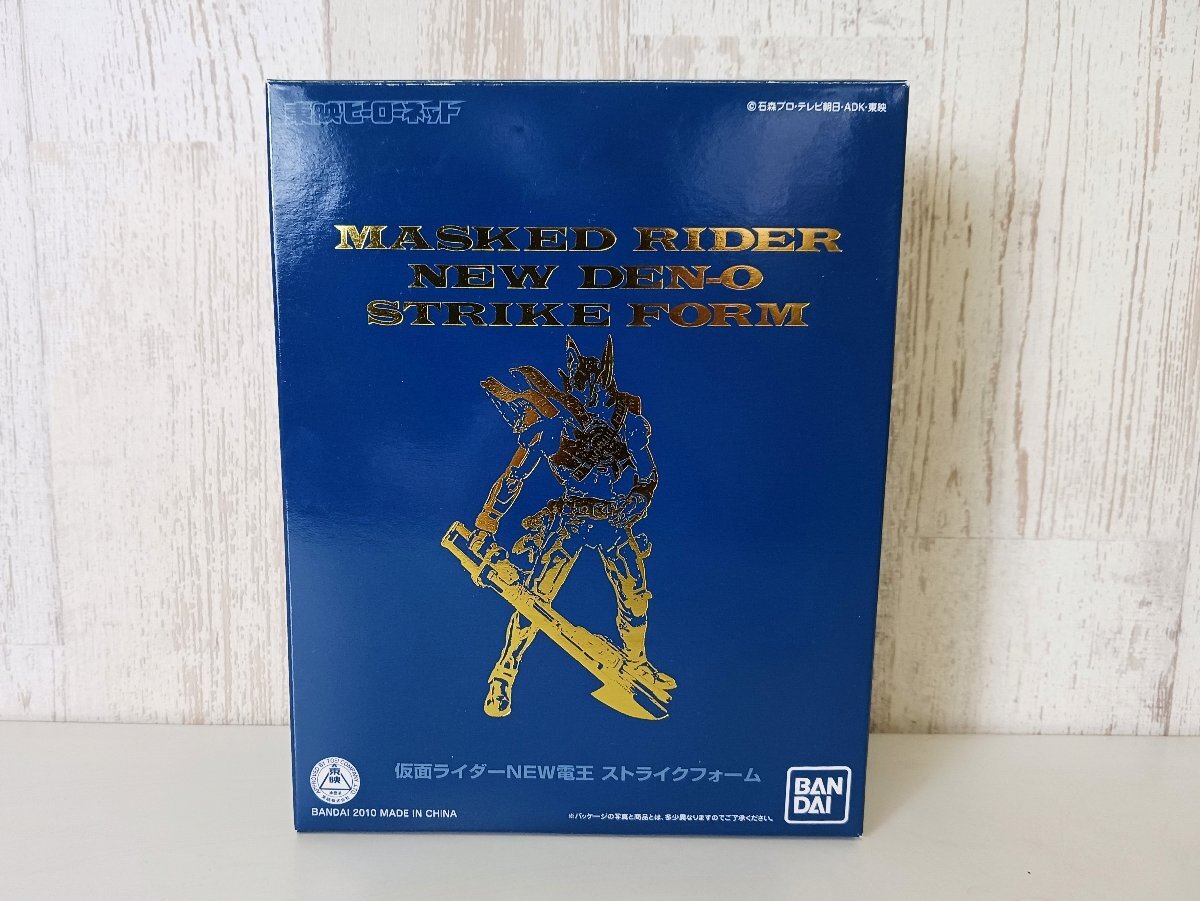 東映ヒーローネット
©石森プロ・テレビ朝日・ADK・東映
MASKED RIDER
NEW DEN-O
STRIKE FORM
仮面ライダーNEW電王 ストライクフォーム
東映
BANDAI 2010 MADE IN CHINA
※パッケージの写真と商品とは、多少異なりますのでご了承ください。
BAN
DAI